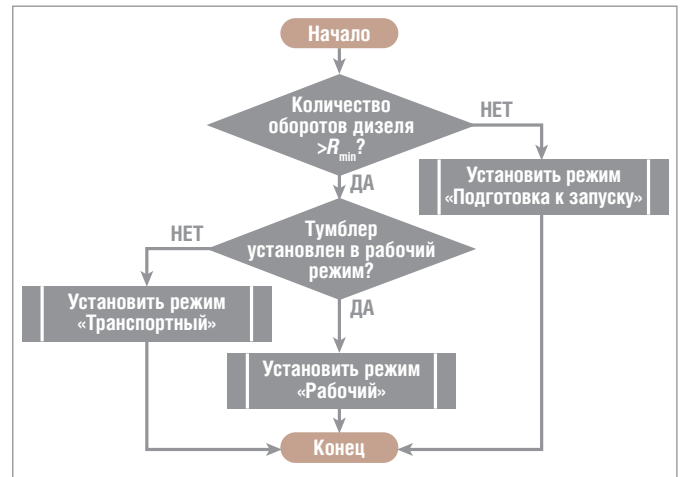 Начало
Количество
оборотов дизеля
>Rmin?
НЕТ
ДА
Установить режим
«Подготовка к запуску»
Тумблер
установлен в рабочий
режим?
НЕТ
ДА
Установить режим
«Транспортный»
Установить режим
«Рабочий»
Конец